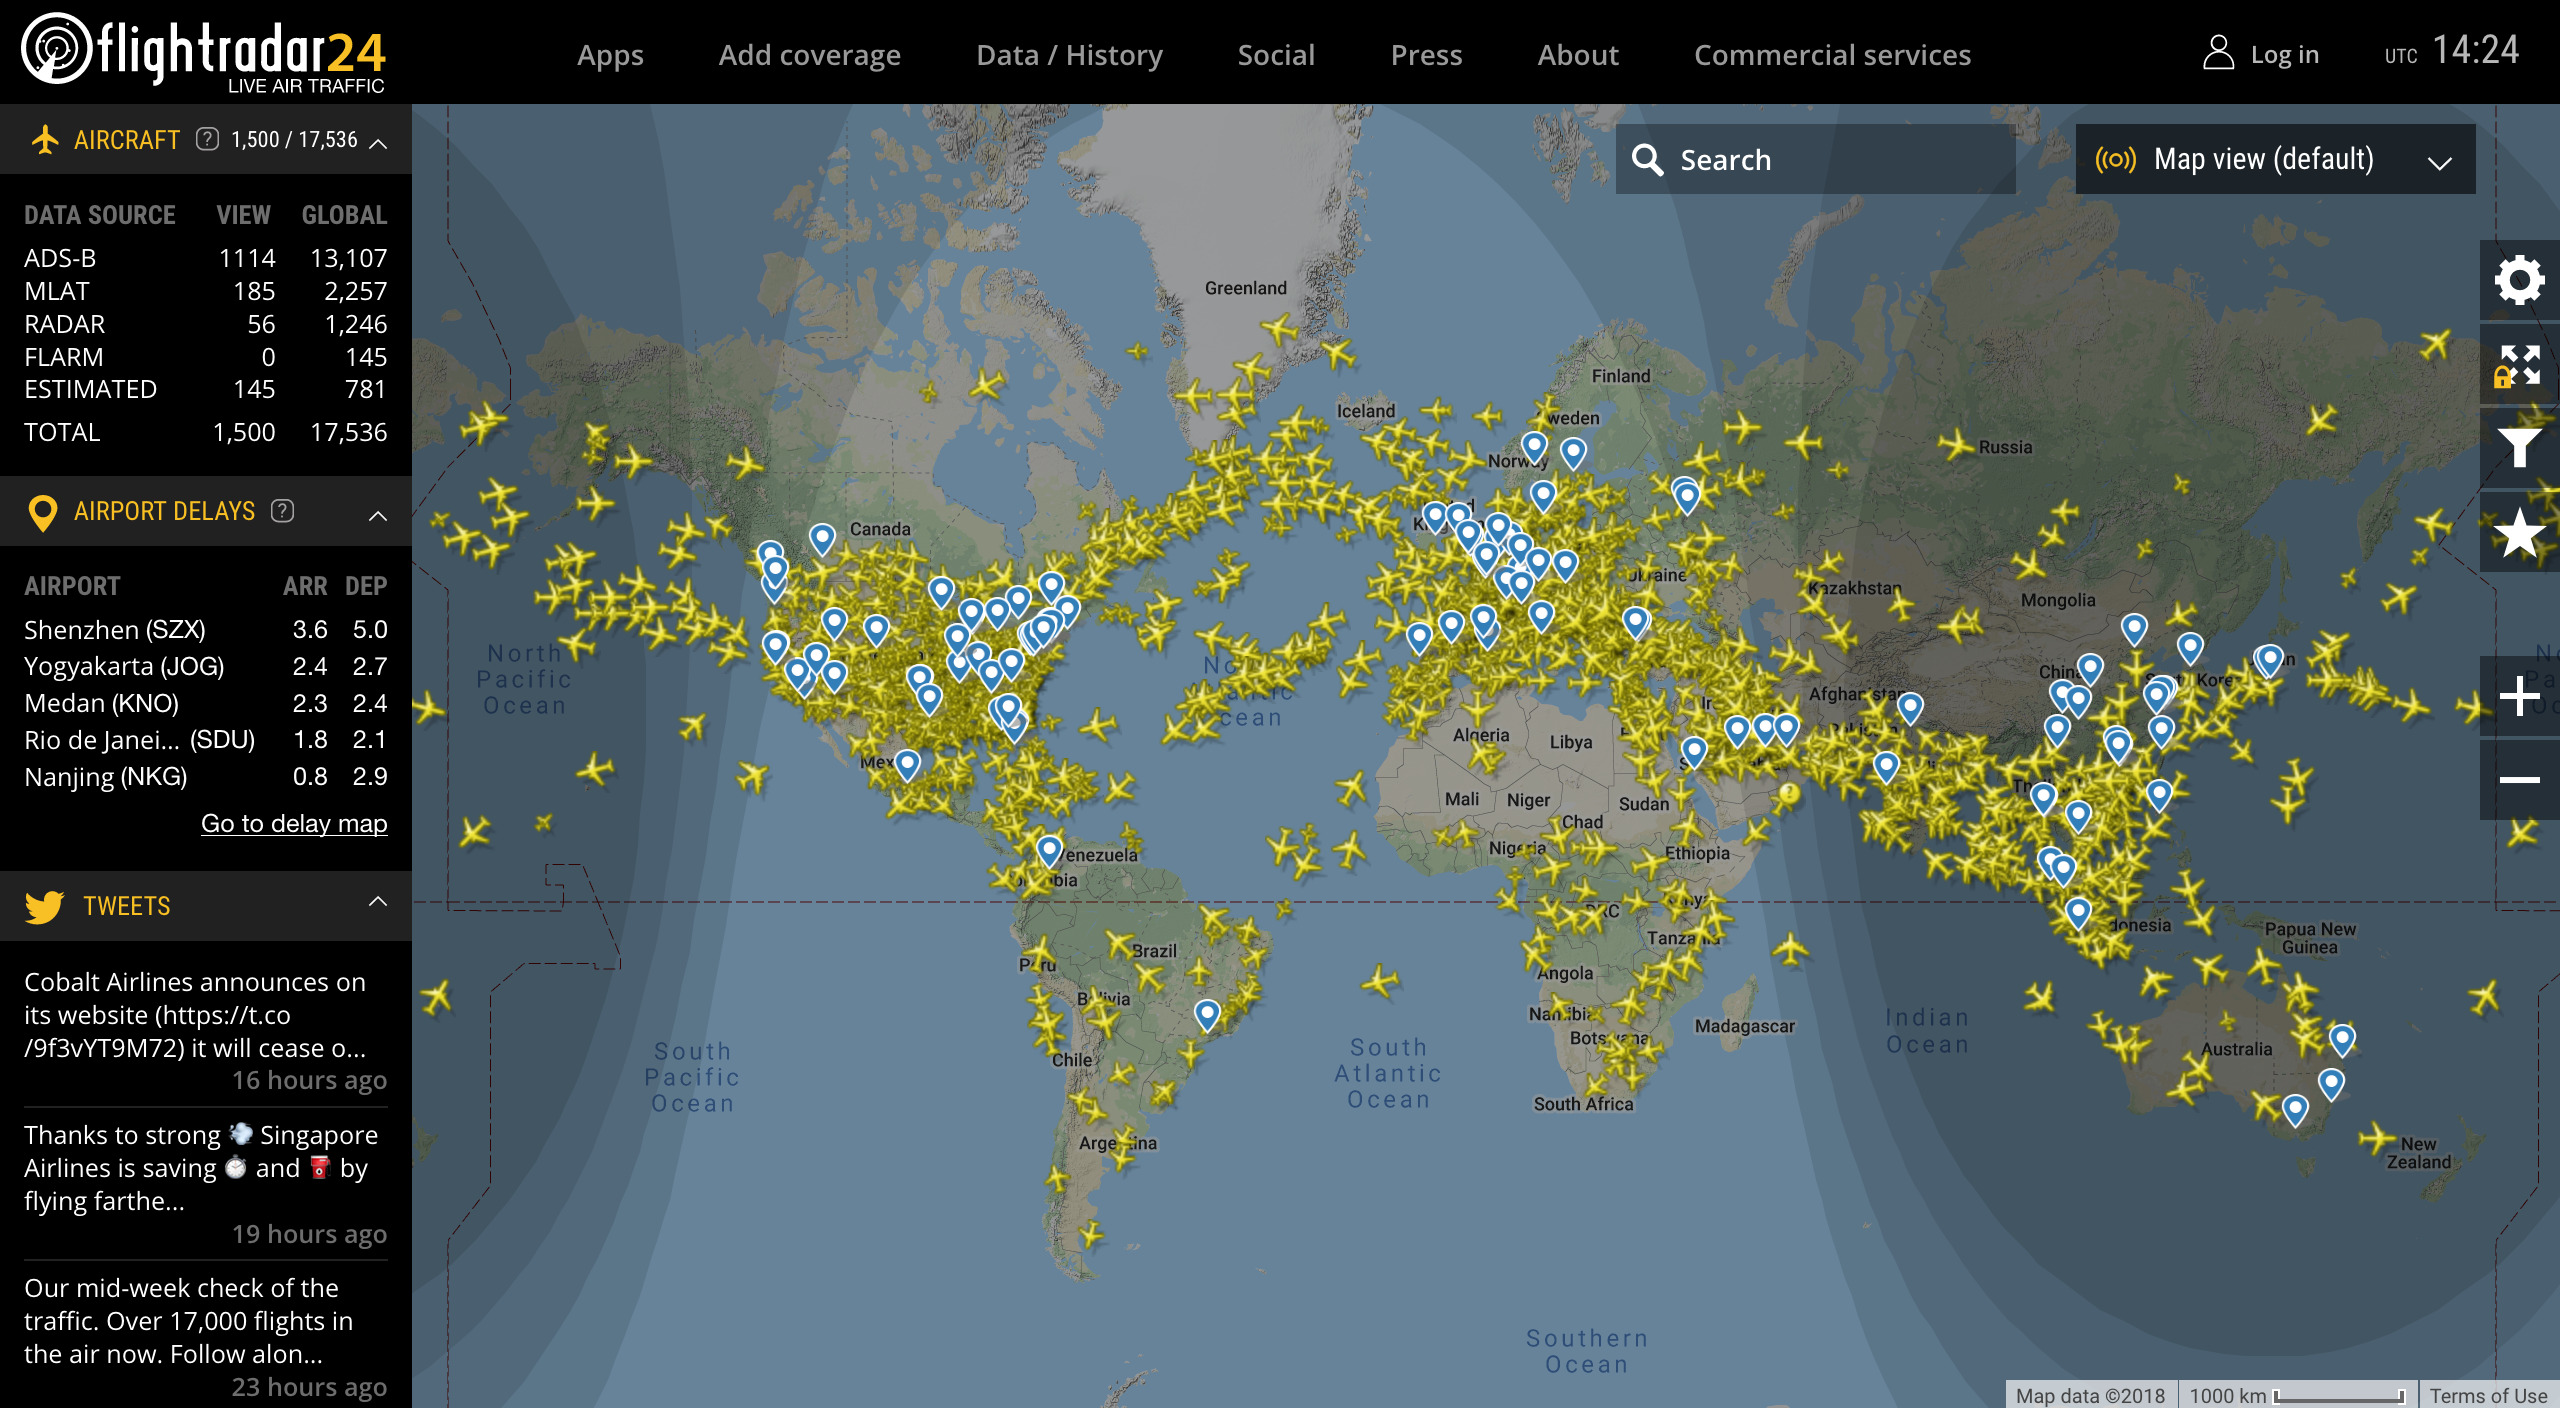 flightradar24
LIVE AIR TRAFFIC
Apps
Add coverage
Data / History
Social
Press
About
Commercial services
Log in
UTC 14:24
AIRCRAFT ? 1,500 / 17,536
DATA SOURCE VIEW GLOBAL
ADS-B 1114 13,107
MLAT 185 2,257
RADAR 56 1,246
FLARM 0 145
ESTIMATED 145 781
TOTAL 1,500 17,536
AIRPORT DELAYS ?
AIRPORT ARR DEP
Shenzhen (SZX) 3.6 5.0
Yogyakarta (JOG) 2.4 2.7
Medan (KNO) 2.3 2.4
Rio de Janei... (SDU) 1.8 2.1
Nanjing (NKG) 0.8 2.9
Go to delay map
TWEETS
Cobalt Airlines announces on
its website (https://t.co
/9f3vYT9M72) it will cease o...
16 hours ago
Thanks to strong 💨 Singapore
Airlines is saving ⏱ and ⛽ by
flying farthe...
19 hours ago
Our mid-week check of the
traffic. Over 17,000 flights in
the air now. Follow alon...
23 hours ago
Search
Map view (default)
Greenland
Finland
Iceland
Sweden
Norway
Russia
Canada
Ukraine
Kazakhstan
Mongolia
North
Pacific
Ocean
China
Afghanistan
Algeria
Libya
Mali
Niger
Sudan
Chad
Nigeria
Ethiopia
Venezuela
DRC
Tanzania
Papua New
Guinea
Brazil
Peru
Angola
Bolivia
Namibia
Botswana
Madagascar
Indian
Ocean
Australia
Chile
South
Pacific
Ocean
South
Atlantic
Ocean
South Africa
Argentina
New
Zealand
Southern
Ocean
Map data ©2018
1000 km
Terms of Use